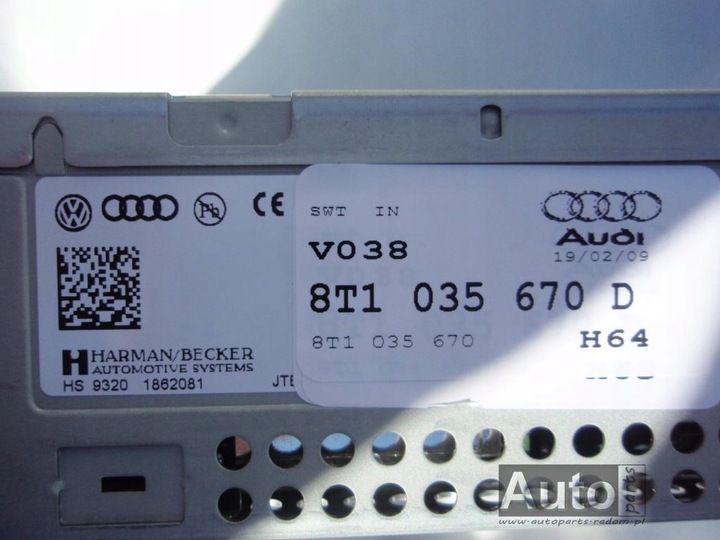 Pb
CE
SWT IN
V038
Audi
19/02/09
8T1 035 670 D
8T1 035 670
H64
HARMAN/BECKER
AUTOMOTIVE SYSTEMS
HS 9320 1862081
Auto
parts
www.autoparts-radom.pl